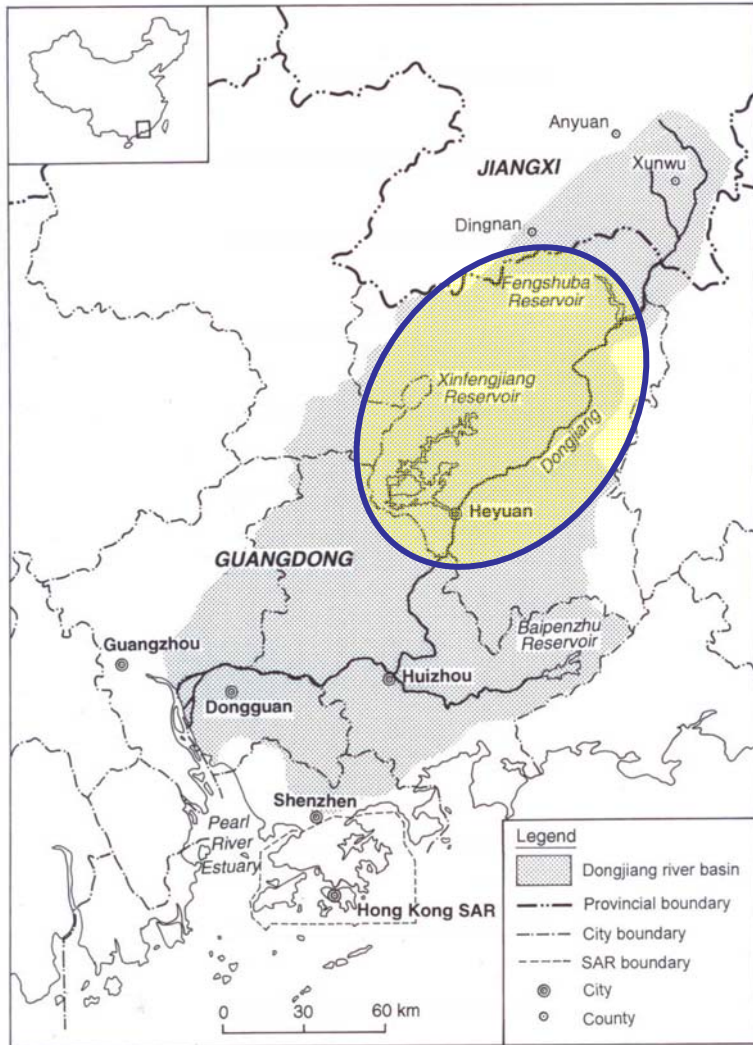 Anyuan
JIANGXI
Xunwu
Dingnan
Fengshuba
Reservoir
Xinfengjiang
Reservoir
Dongjiang
Heyuan
GUANGDONG
Baipenzhu
Reservoir
Guangzhou
Huizhou
Dongguan
Shenzhen
Pearl
River
Estuary
Hong Kong SAR
0 30 60 km
Legend
Dongjiang river basin
Provincial boundary
City boundary
SAR boundary
City
County